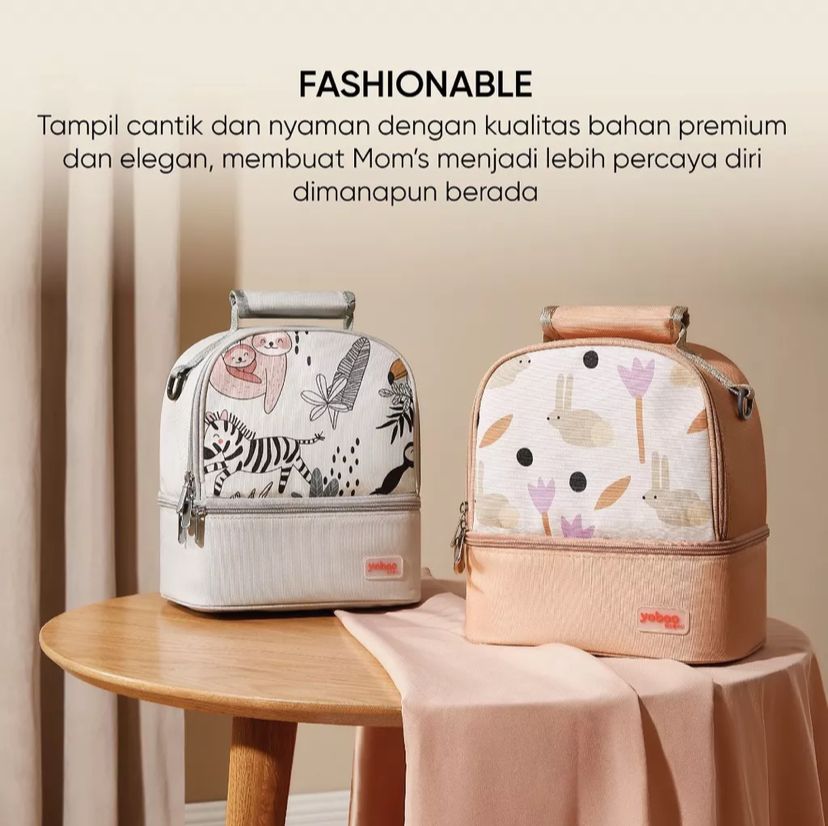 FASHIONABLE
Tampil cantik dan nyaman dengan kualitas bahan premium
dan elegan, membuat Mom's menjadi lebih percaya diri
dimanapun berada
yoboo
yoboo